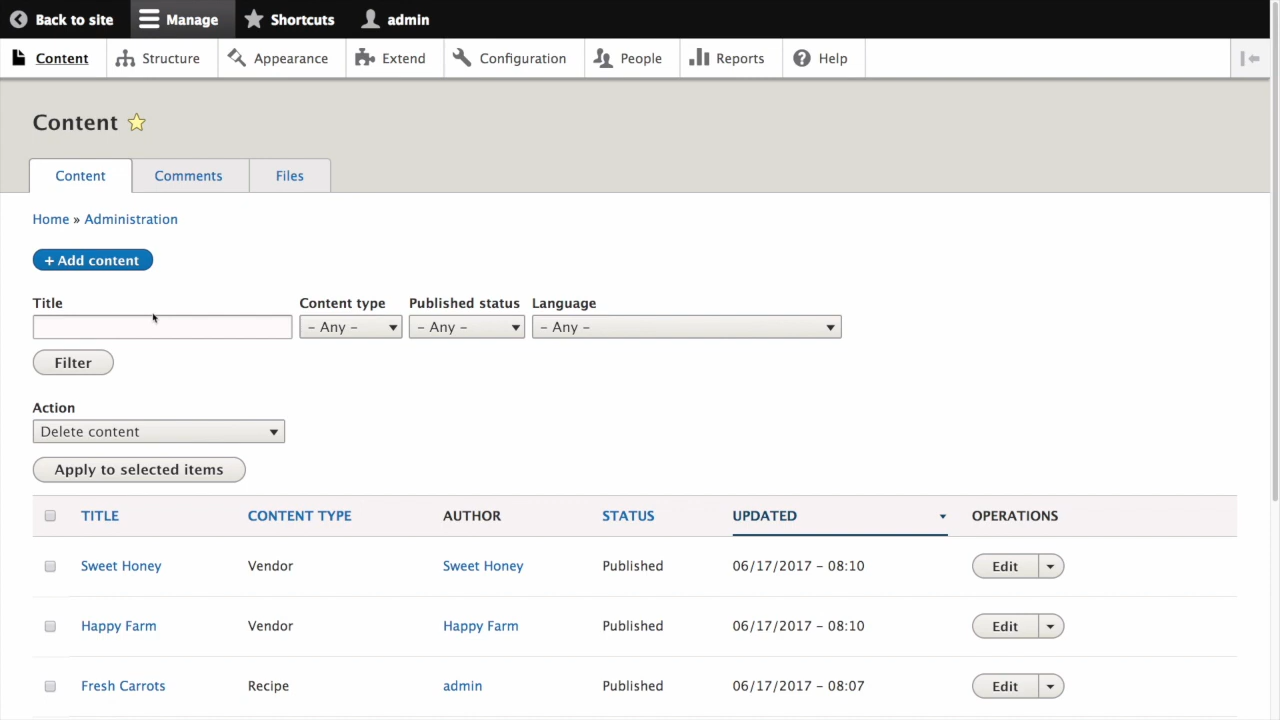 Back to site Manage Shortcuts admin
Content Structure Appearance Extend Configuration People Reports Help
Content
Content Comments Files
Home » Administration
+ Add content
Title Content type Published status Language
- Any - - Any - - Any -
Filter
Action
Delete content
Apply to selected items
TITLE CONTENT TYPE AUTHOR STATUS UPDATED OPERATIONS
Sweet Honey Vendor Sweet Honey Published 06/17/2017 - 08:10 Edit
Happy Farm Vendor Happy Farm Published 06/17/2017 - 08:10 Edit
Fresh Carrots Recipe admin Published 06/17/2017 - 08:07 Edit